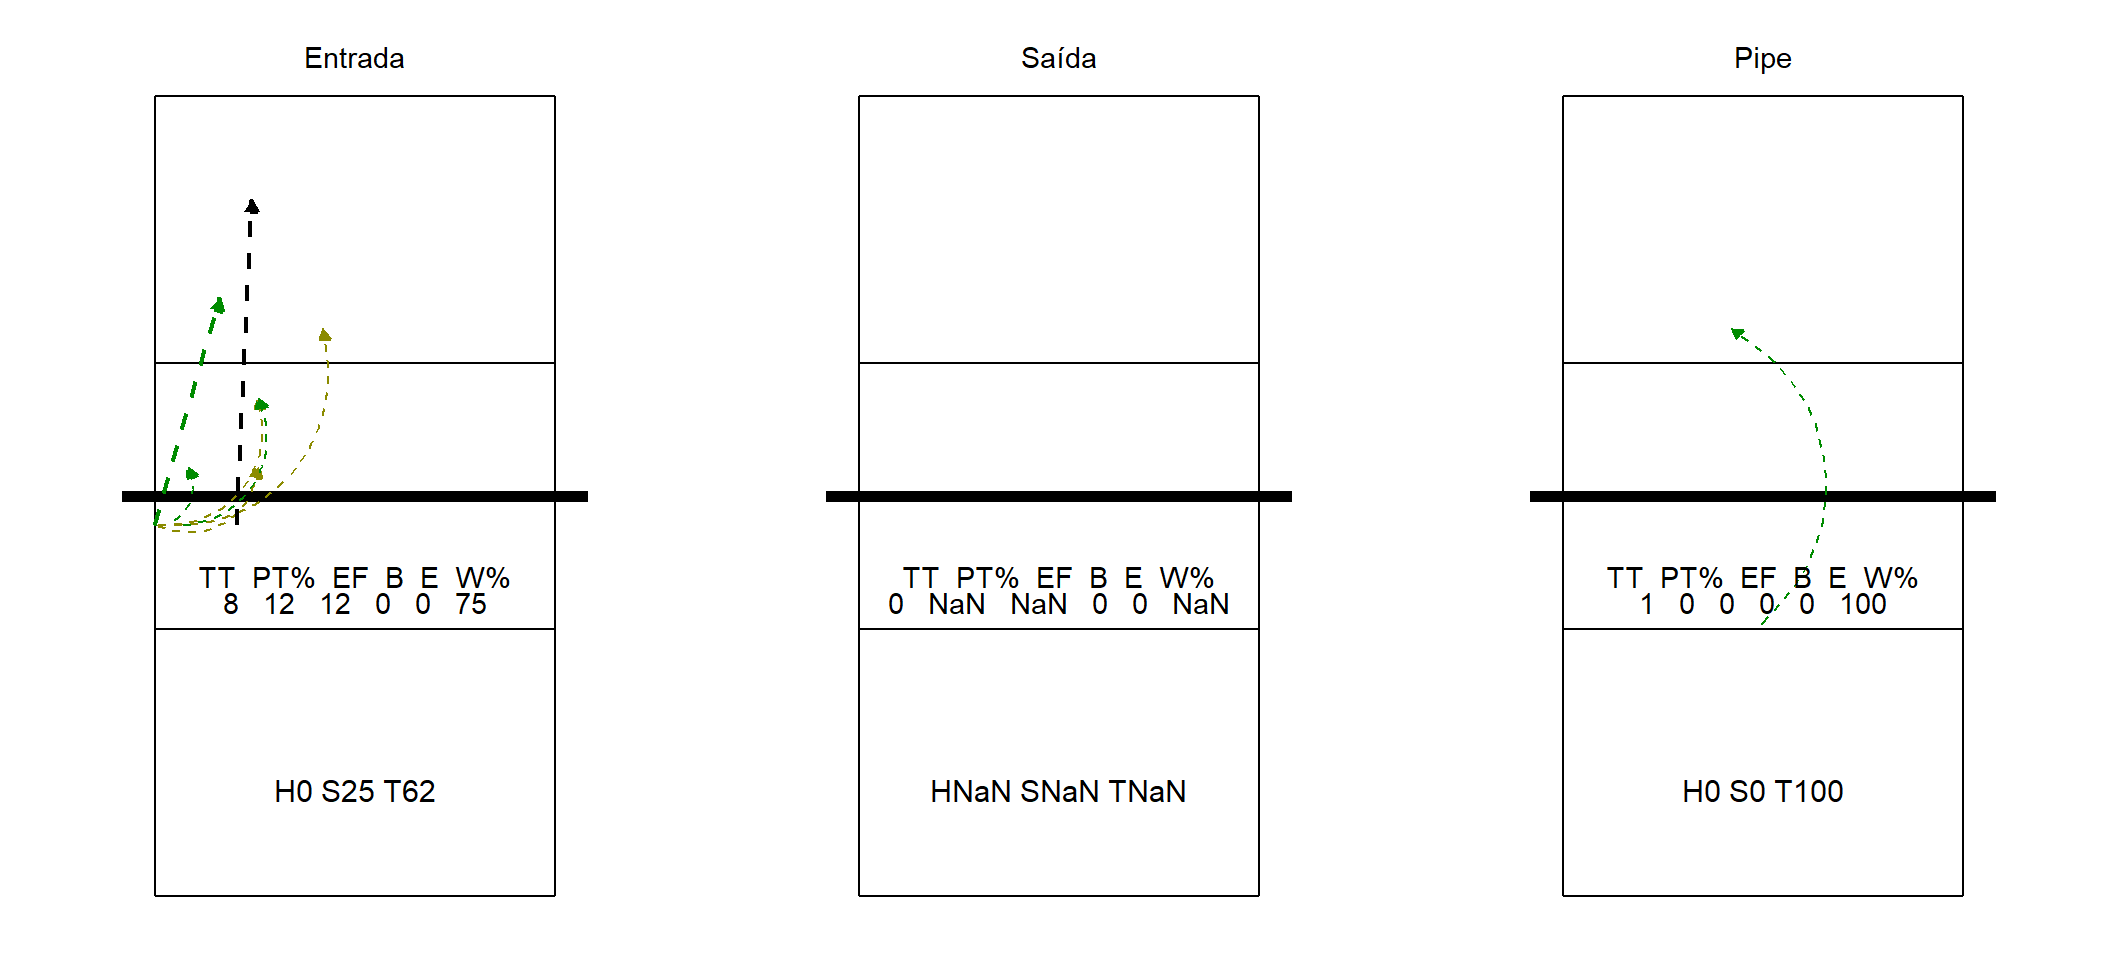 Entrada
TT PT% EF B E W%
8 12 12 0 0 75
H0 S25 T62
Saída
TT PT% EF B E W%
0 NaN NaN 0 0 NaN
HNaN SNaN TNaN
Pipe
TT PT% EF B E W%
1 0 0 0 0 100
H0 S0 T100